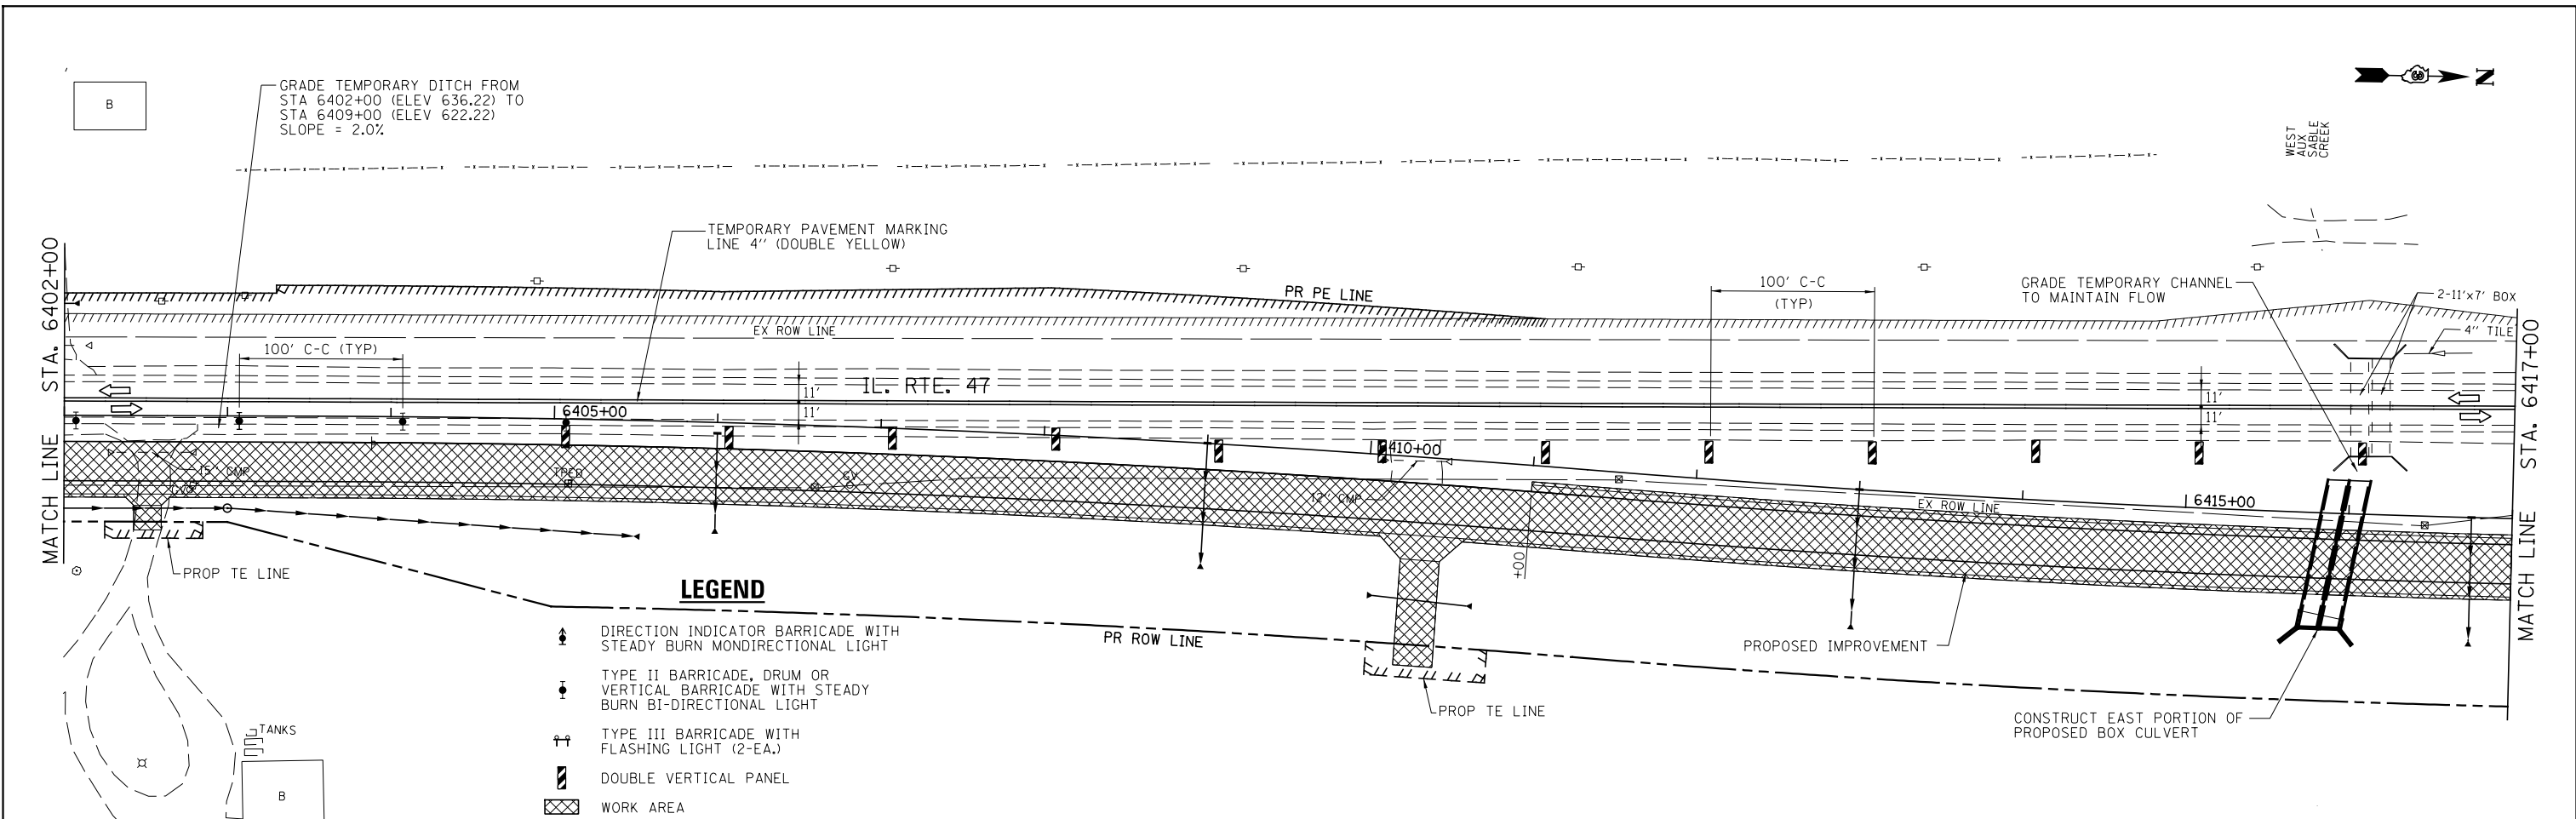 B
GRADE TEMPORARY DITCH FROM
STA 6402+00 (ELEV 636.22) TO
STA 6409+00 (ELEV 622.22)
SLOPE = 2.0%
N
WEST
AUX
SABLE
CREEK
TEMPORARY PAVEMENT MARKING
LINE 4'' (DOUBLE YELLOW)
MATCH LINE STA. 6402+00
PR PE LINE
100' C-C
(TYP)
GRADE TEMPORARY CHANNEL
TO MAINTAIN FLOW
2-11'x7' BOX
4'' TILE
EX ROW LINE
100' C-C (TYP)
IL. RTE. 47
11'
11'
11'
11'
6405+00
6410+00
6415+00
15'' CMP
TPED
GV
12'' CMP
+00
EX ROW LINE
MATCH LINE STA. 6417+00
PROP TE LINE
PR ROW LINE
PROPOSED IMPROVEMENT
PROP TE LINE
CONSTRUCT EAST PORTION OF
PROPOSED BOX CULVERT
TANKS
B
LEGEND
DIRECTION INDICATOR BARRICADE WITH
STEADY BURN MONDIRECTIONAL LIGHT
TYPE II BARRICADE, DRUM OR
VERTICAL BARRICADE WITH STEADY
BURN BI-DIRECTIONAL LIGHT
TYPE III BARRICADE WITH
FLASHING LIGHT (2-EA.)
DOUBLE VERTICAL PANEL
WORK AREA